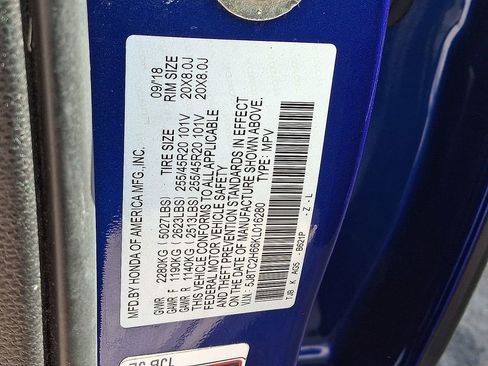 MFD.BY HONDA OF AMERICA MFG.,INC. 09/18
TIRE SIZE RIM SIZE
GVWR 2280KG (5027LBS)
GAWR F 1190KG (2623LBS) 255/45R20 101V 20X8.0J
GAWR R 1140KG (2513LBS) 255/45R20 101V 20X8.0J
THIS VEHICLE CONFORMS TO ALL APPLICABLE
FEDERAL MOTOR VEHICLE SAFETY
AND THEFT PREVENTION STANDARDS IN EFFECT
ON THE DATE OF MANUFACTURE SHOWN ABOVE.
V.I.N.: 5J8TC2H66KL016280 TYPE: MPV
TJB K AG5 - B621P - Z - L